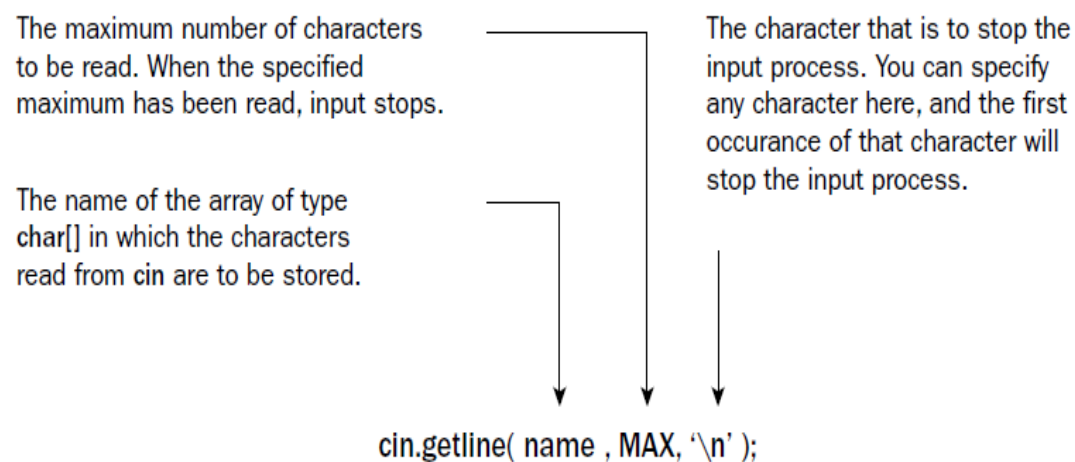 The maximum number of characters
to be read. When the specified
maximum has been read, input stops.
The name of the array of type
char[] in which the characters
read from cin are to be stored.
The character that is to stop the
input process. You can specify
any character here, and the first
occurance of that character will
stop the input process.
cin.getline( name , MAX, ‘\n’ );